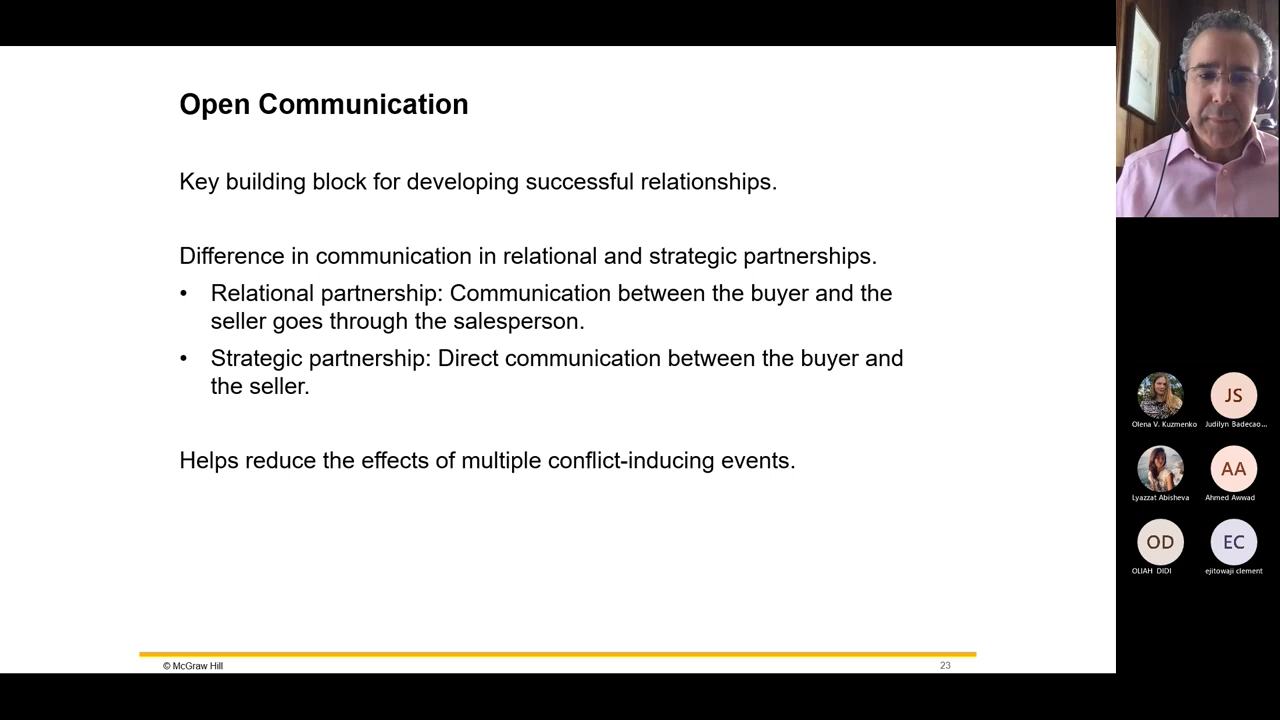 Open Communication
Key building block for developing successful relationships.
Difference in communication in relational and strategic partnerships.
• Relational partnership: Communication between the buyer and the
seller goes through the salesperson.
• Strategic partnership: Direct communication between the buyer and
the seller.
Helps reduce the effects of multiple conflict-inducing events.
© McGraw Hill
23
JS
Olena V. Kuzmenko
Judilyn Badecao...
AA
Lyazzat Abisheva
Ahmed Awwad
OD
EC
OLIAH DIDI
ejitowaji clement